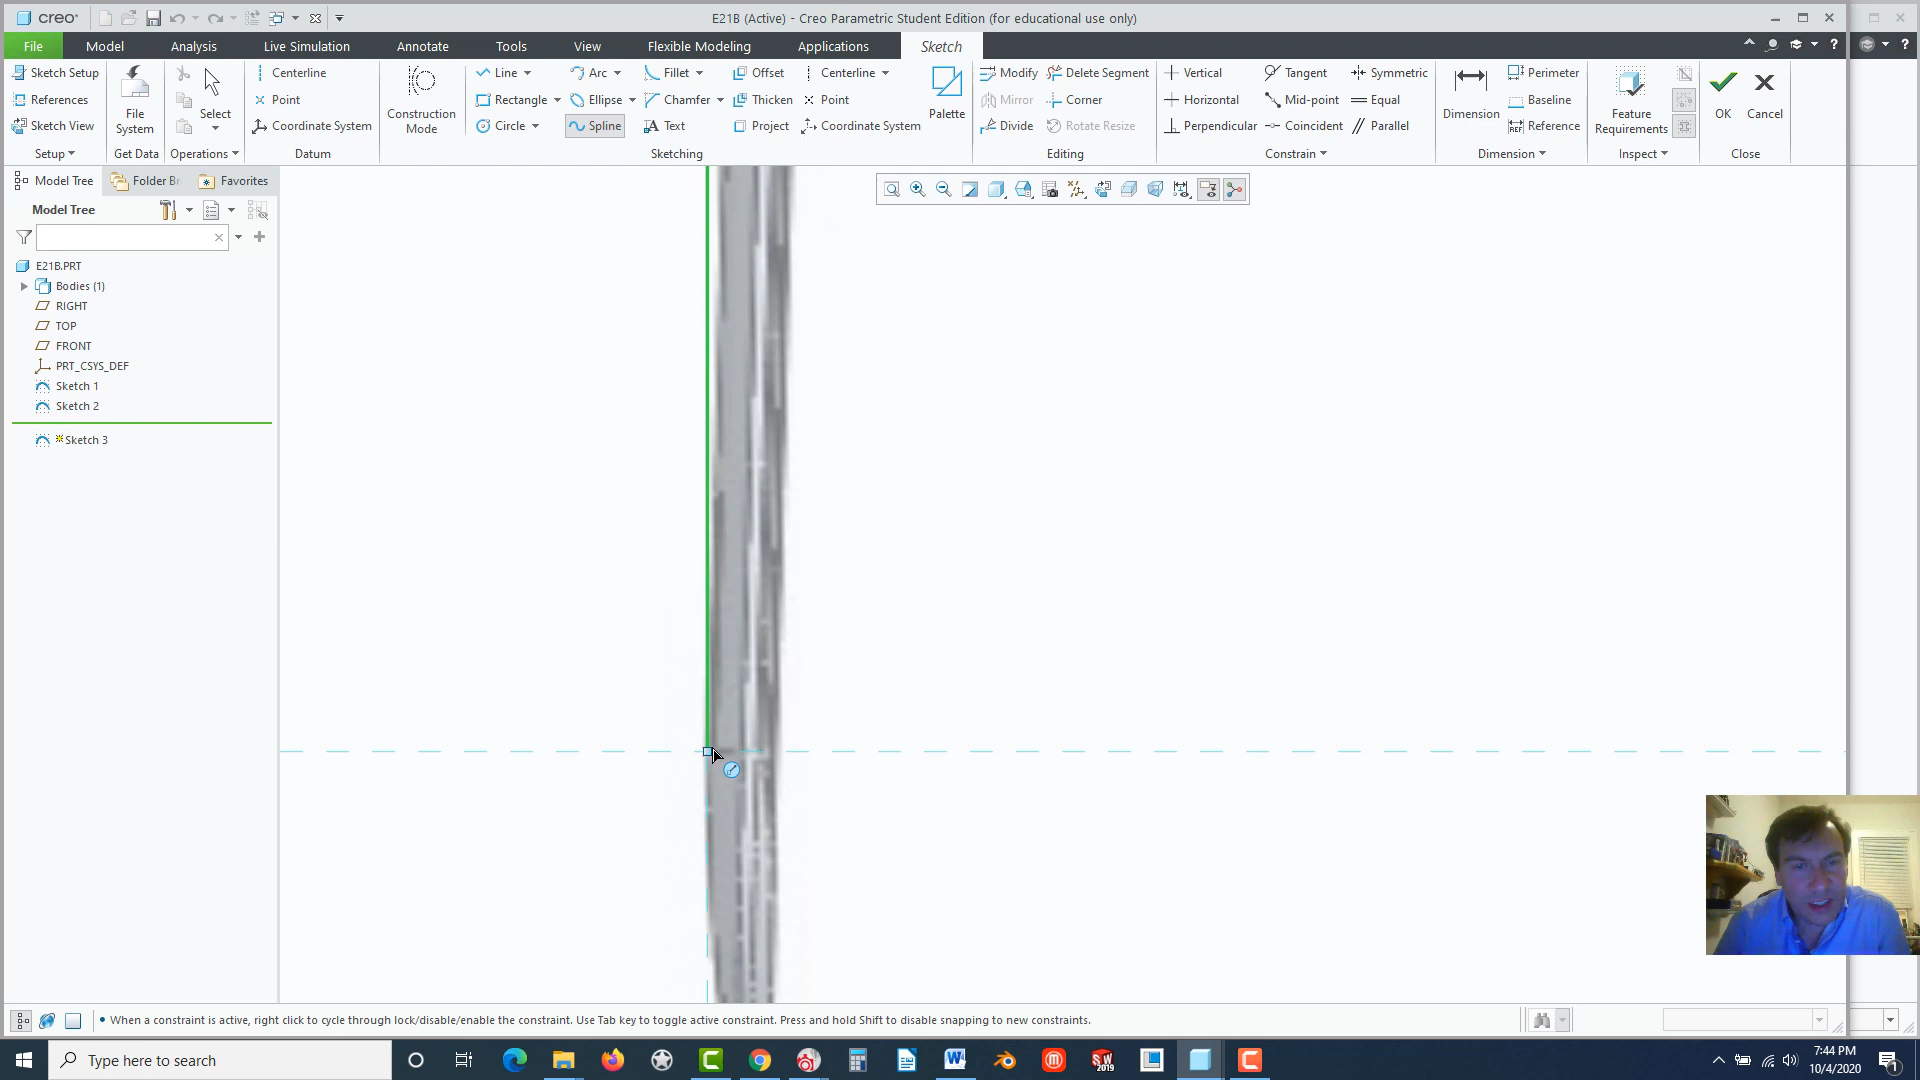 creo
E21B (Active) - Creo Parametric Student Edition (for educational use only)
File Model Analysis Live Simulation Annotate Tools View Flexible Modeling Applications Sketch
Sketch Setup
References
Sketch View
Setup
File System
Get Data
Select
Operations
Centerline
Point
Coordinate System
Datum
Construction Mode
Line Arc Fillet Offset Centerline
Rectangle Ellipse Chamfer Thicken Point
Circle Spline Text Project Coordinate System
Palette
Sketching
Modify Delete Segment
Mirror Corner
Divide Rotate Resize
Editing
Vertical Tangent Symmetric
Horizontal Mid-point Equal
Perpendicular Coincident Parallel
Constrain
Dimension
Perimeter
Baseline
Reference
Dimension
Feature Requirements
Inspect
OK Cancel
Close
Model Tree Folder Br Favorites
Model Tree
E21B.PRT
Bodies (1)
RIGHT
TOP
FRONT
PRT_CSYS_DEF
Sketch 1
Sketch 2
Sketch 3
When a constraint is active, right click to cycle through lock/disable/enable the constraint. Use Tab key to toggle active constraint. Press and hold Shift to disable snapping to new constraints.
Type here to search
7:44 PM
10/4/2020